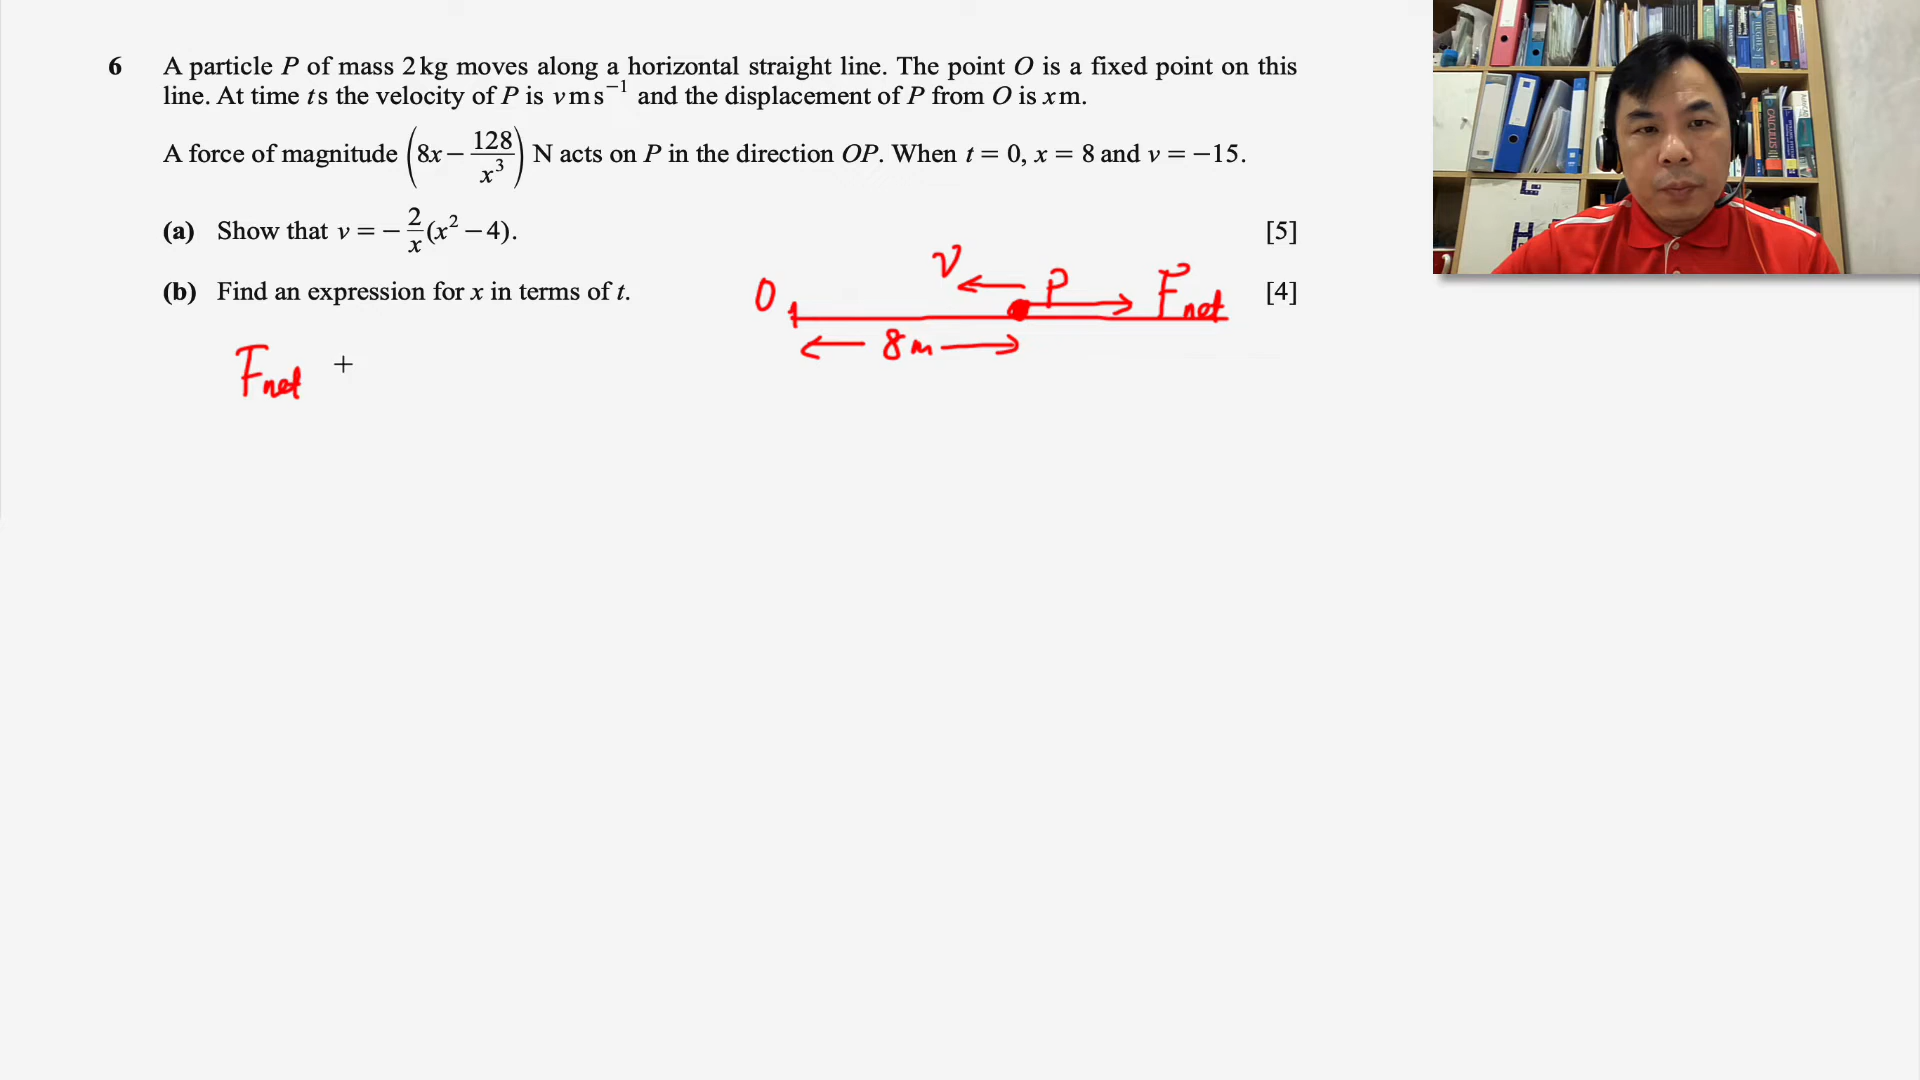 6 A particle P of mass 2 kg moves along a horizontal straight line. The point O is a fixed point on this
line. At time t s the velocity of P is v m s⁻¹ and the displacement of P from O is x m.
A force of magnitude (8x − 128/x³) N acts on P in the direction OP. When t = 0, x = 8 and v = −15.
(a) Show that v = −2/x (x² − 4). [5]
(b) Find an expression for x in terms of t. [4]
O V P Fnet
8 m
Fnet
CALCULUS